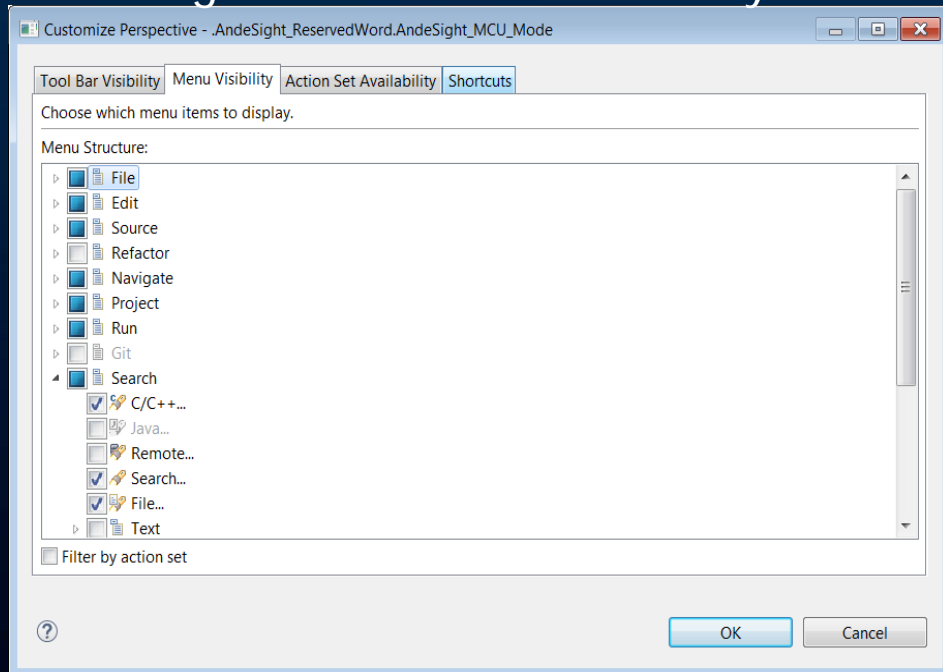 Customize Perspective - .AndeSight_ReservedWord.AndeSight_MCU_Mode
Tool Bar Visibility Menu Visibility Action Set Availability Shortcuts
Choose which menu items to display.
Menu Structure:
File
Edit
Source
Refactor
Navigate
Project
Run
Git
Search
C/C++...
Java...
Remote...
Search...
File...
Text
Filter by action set
OK Cancel